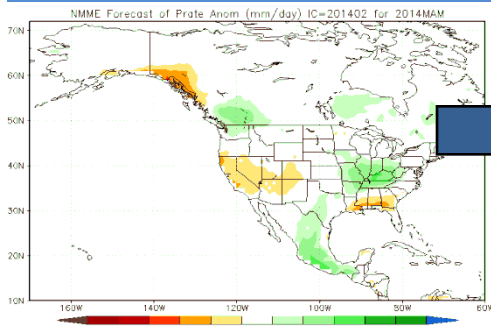 NMME Forecast of Prate Anom (mm/day) IC=201402 for 2014MAM
70N
60N
50N
40N
30N
20N
10N
160W 140W 120W 100W 80W 60W